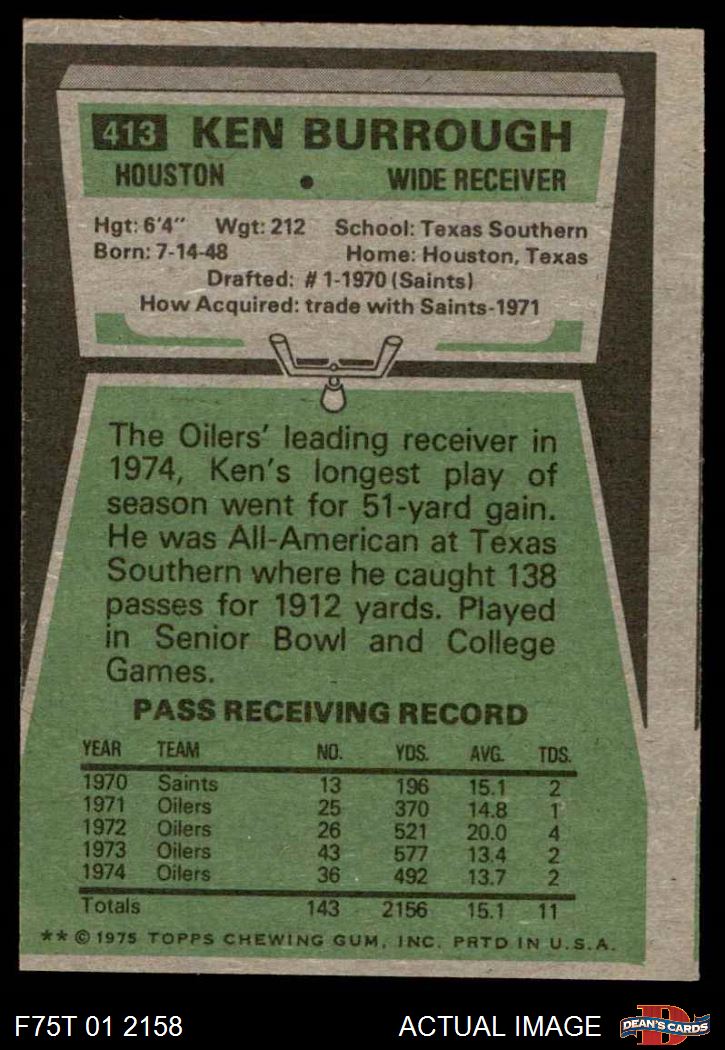 413 KEN BURROUGH
HOUSTON • WIDE RECEIVER
Hgt: 6'4" Wgt: 212 School: Texas Southern
Born: 7-14-48 Home: Houston, Texas
Drafted: #1-1970 (Saints)
How Acquired: trade with Saints-1971
The Oilers' leading receiver in
1974, Ken's longest play of
season went for 51-yard gain.
He was All-American at Texas
Southern where he caught 138
passes for 1912 yards. Played
in Senior Bowl and College
Games.
PASS RECEIVING RECORD
YEAR TEAM NO. YDS. AVG. TDS.
1970 Saints 13 196 15.1 2
1971 Oilers 25 370 14.8 1
1972 Oilers 26 521 20.0 4
1973 Oilers 43 577 13.4 2
1974 Oilers 36 492 13.7 2
Totals 143 2156 15.1 11
** © 1975 TOPPS CHEWING GUM, INC. PRTD IN U.S.A.
F75T 01 2158 ACTUAL IMAGE D DEAN'S CARDS